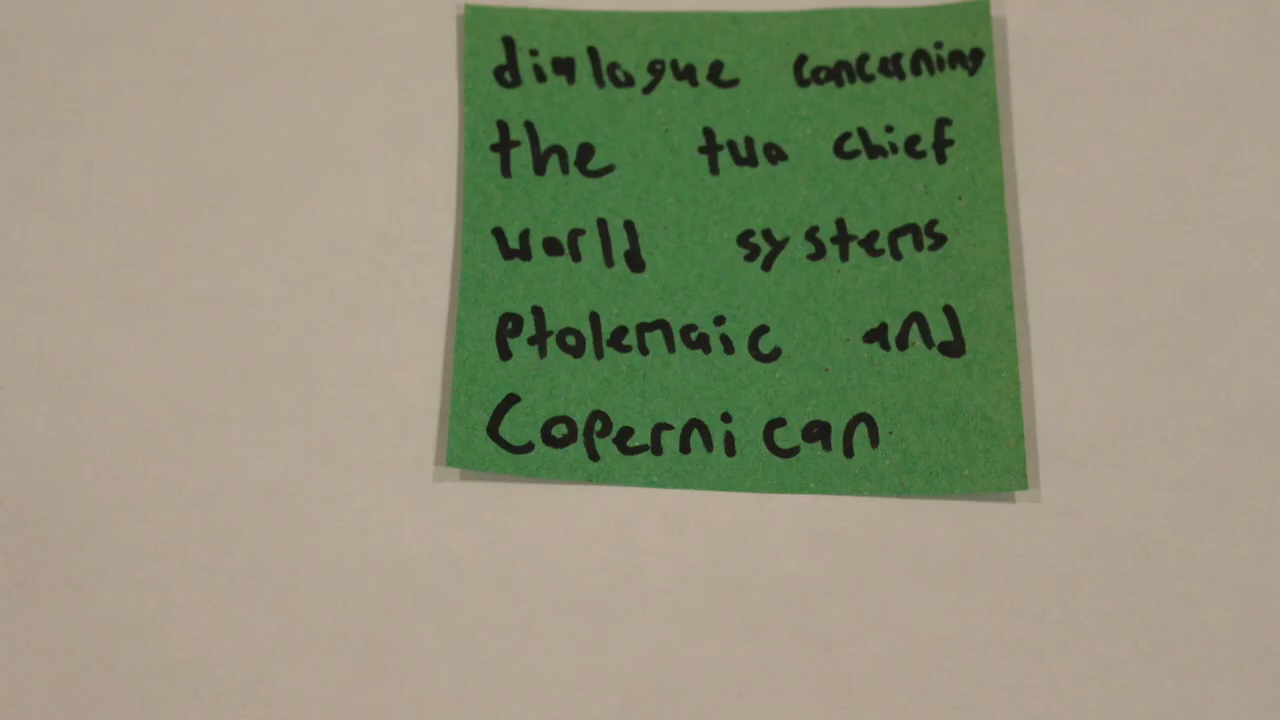 dialogue concerning
the two chief
world systems
Ptolemaic and
Copernican